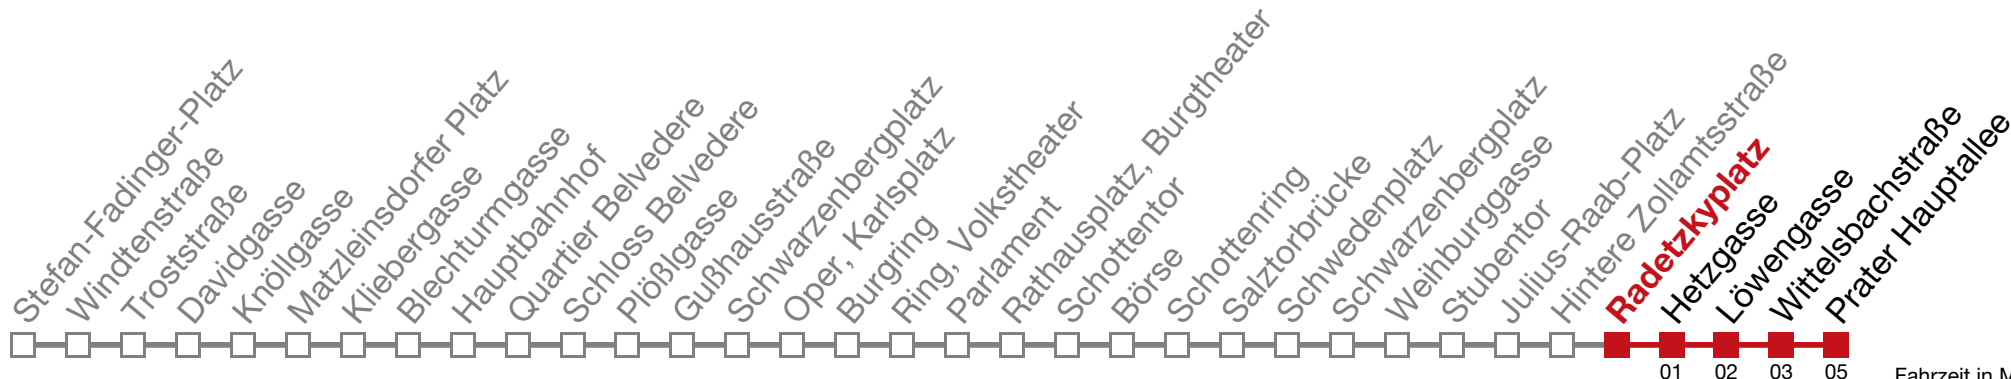 Stefan-Fadinger-Platz
Windtenstraße
Troststraße
Davidgasse
Knöllgasse
Matzleinsdorfer Platz
Kliebergasse
Blechturmgasse
Hauptbahnhof
Quartier Belvedere
Schloss Belvedere
Plößlgasse
Gußhausstraße
Schwarzenbergplatz
Oper, Karlsplatz
Burgring
Ring, Volkstheater
Parlament
Rathausplatz, Burgtheater
Schottentor
Börse
Schottenring
Salztorbrücke
Schwedenplatz
Schwarzenbergplatz
Weihburggasse
Stubentor
Julius-Raab-Platz
Hintere Zollamtsstraße
Radetzkyplatz
Hetzgasse
Löwengasse
Wittelsbachstraße
Prater Hauptallee
01 02 03 05
Fahrzeit in M